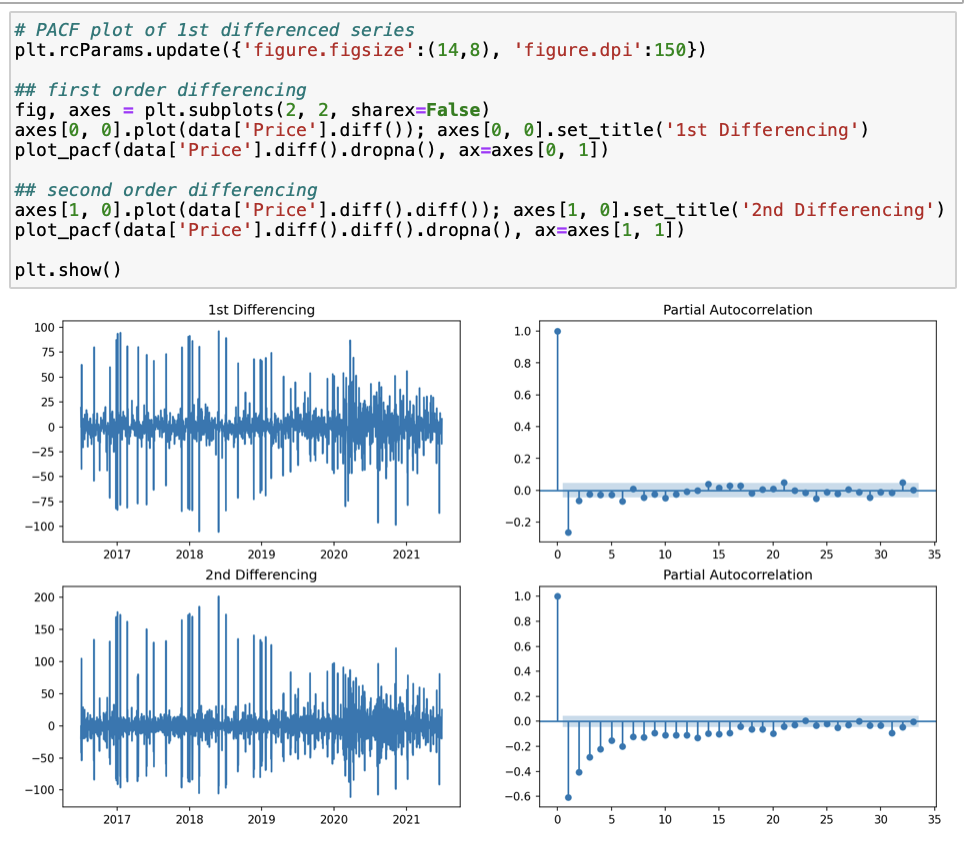 # PACF plot of 1st differenced series
plt.rcParams.update({'figure.figsize':(14,8), 'figure.dpi':150})
## first order differencing
fig, axes = plt.subplots(2, 2, sharex=False)
axes[0, 0].plot(data['Price'].diff()); axes[0, 0].set_title('1st Differencing')
plot_pacf(data['Price'].diff().dropna(), ax=axes[0, 1])
## second order differencing
axes[1, 0].plot(data['Price'].diff().diff()); axes[1, 0].set_title('2nd Differencing')
plot_pacf(data['Price'].diff().diff().dropna(), ax=axes[1, 1])
plt.show()
1st Differencing
100
75
50
25
0
−25
−50
−75
−100
2017 2018 2019 2020 2021
Partial Autocorrelation
1.0
0.8
0.6
0.4
0.2
0.0
−0.2
0 5 10 15 20 25 30 35
2nd Differencing
200
150
100
50
0
−50
−100
2017 2018 2019 2020 2021
Partial Autocorrelation
1.0
0.8
0.6
0.4
0.2
0.0
−0.2
−0.4
−0.6
0 5 10 15 20 25 30 35